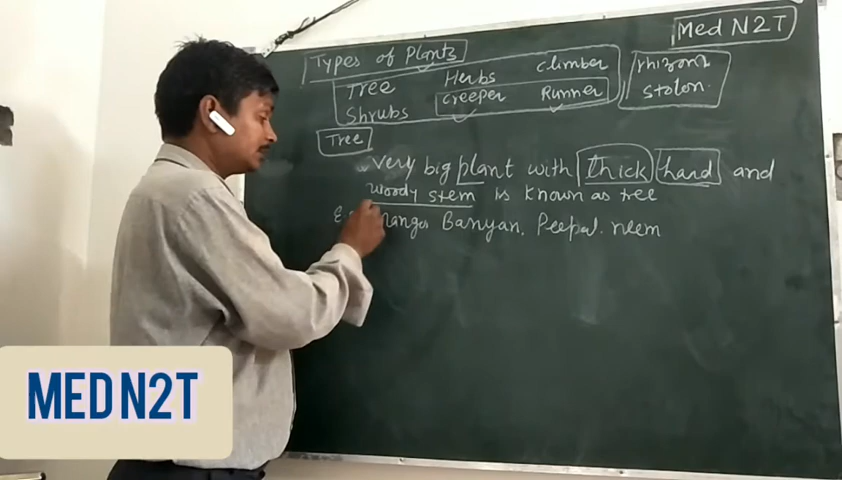 Med N2T
Types of Plants
Tree Herbs climber
Shrubs creeper Runner
rhizome
stolon.
Tree
very big plant with thick hard and
woody stem is known as tree
mango Banyan. Peepal. neem
MED N2T